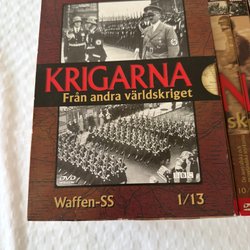 KRIGARNA
Från andra världskriget
DVD
BBC
Waffen-SS
1/13